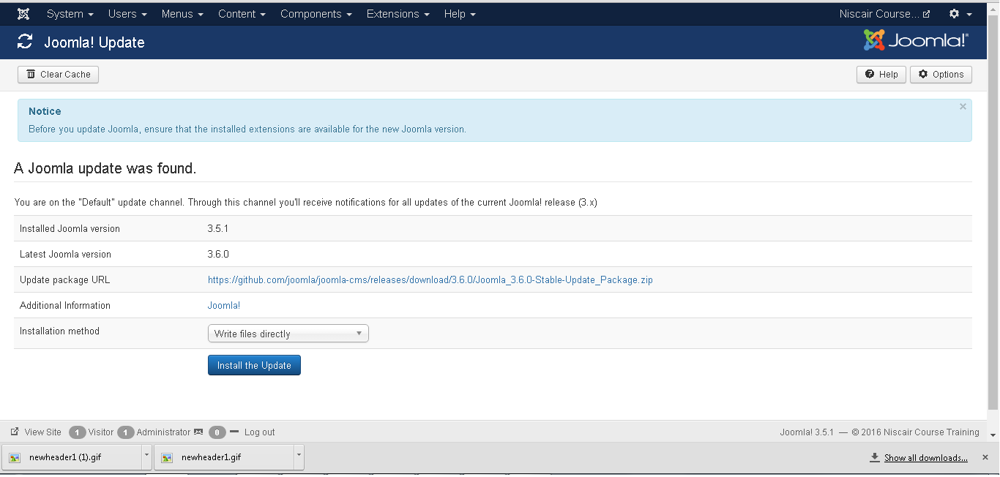 System Users Menus Content Components Extensions Help Niscair Course...
Joomla! Update Joomla!®
Clear Cache Help Options
Notice ×
Before you update Joomla, ensure that the installed extensions are available for the new Joomla version.
A Joomla update was found.
You are on the "Default" update channel. Through this channel you'll receive notifications for all updates of the current Joomla! release (3.x)
Installed Joomla version 3.5.1
Latest Joomla version 3.6.0
Update package URL https://github.com/joomla/joomla-cms/releases/download/3.6.0/Joomla_3.6.0-Stable-Update_Package.zip
Additional Information Joomla!
Installation method Write files directly
Install the Update
View Site 1 Visitor 1 Administrator 0 Log out Joomla! 3.5.1 — © 2016 Niscair Course Training
newheader1 (1).gif newheader1.gif Show all downloads...